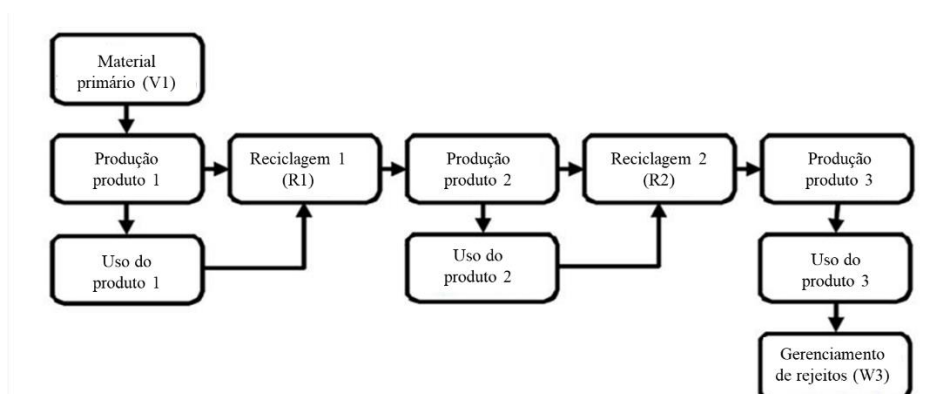 Material
primário (V1)
Produção
produto 1
Reciclagem 1
(R1)
Produção
produto 2
Reciclagem 2
(R2)
Produção
produto 3
Uso do
produto 1
Uso do
produto 2
Uso do
produto 3
Gerenciamento
de rejeitos (W3)